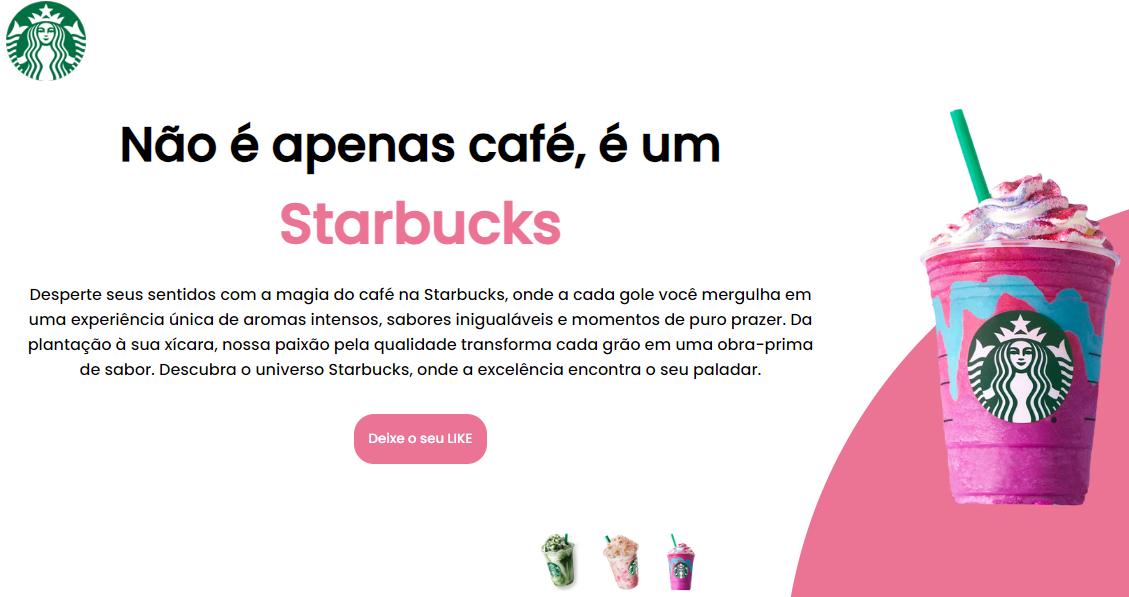 Não é apenas café, é um
Starbucks
Desperte seus sentidos com a magia do café na Starbucks, onde a cada gole você mergulha em
uma experiência única de aromas intensos, sabores inigualáveis e momentos de puro prazer. Da
plantação à sua xícara, nossa paixão pela qualidade transforma cada grão em uma obra-prima
de sabor. Descubra o universo Starbucks, onde a excelência encontra o seu paladar.
Deixe o seu LIKE